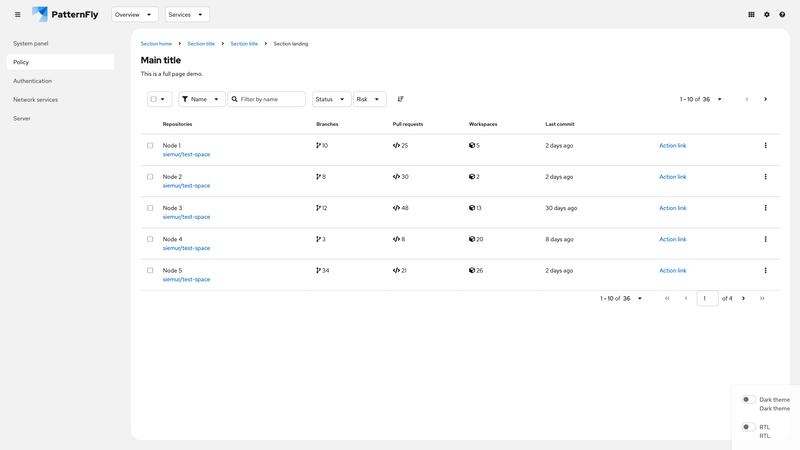 PatternFly
Overview
Services
System panel
Policy
Authentication
Network services
Server
Section home
Section title
Section title
Section landing
Main title
This is a full page demo.
Name
Filter by name
Status
Risk
1 - 10 of 36
Repositories Branches Pull requests Workspaces Last commit
Node 1 10 25 5 2 days ago Action link
siemur/test-space
Node 2 8 30 2 2 days ago Action link
siemur/test-space
Node 3 12 48 13 30 days ago Action link
siemur/test-space
Node 4 3 8 20 8 days ago Action link
siemur/test-space
Node 5 34 21 26 2 days ago Action link
siemur/test-space
1 - 10 of 36 1 of 4
Dark theme
Dark theme
RTL
RTL